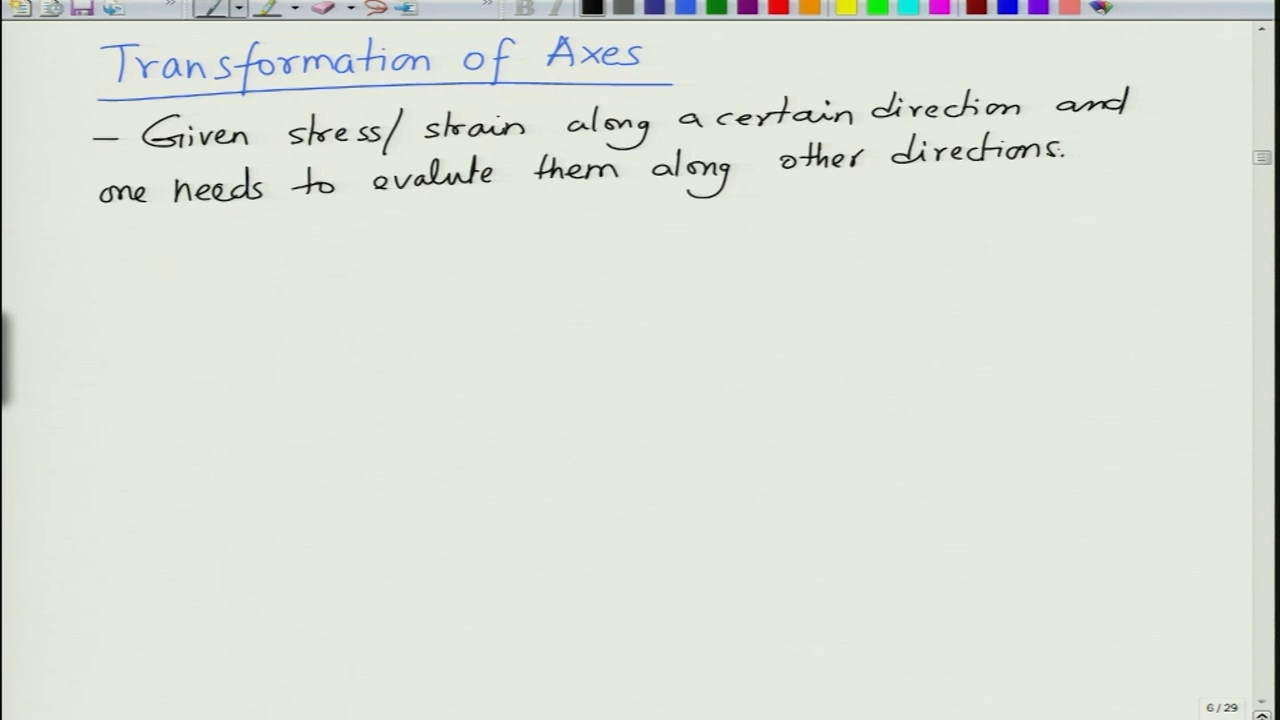 Transformation of Axes
– Given stress/ strain along a certain direction and
one needs to evalute them along other directions.
6 / 29